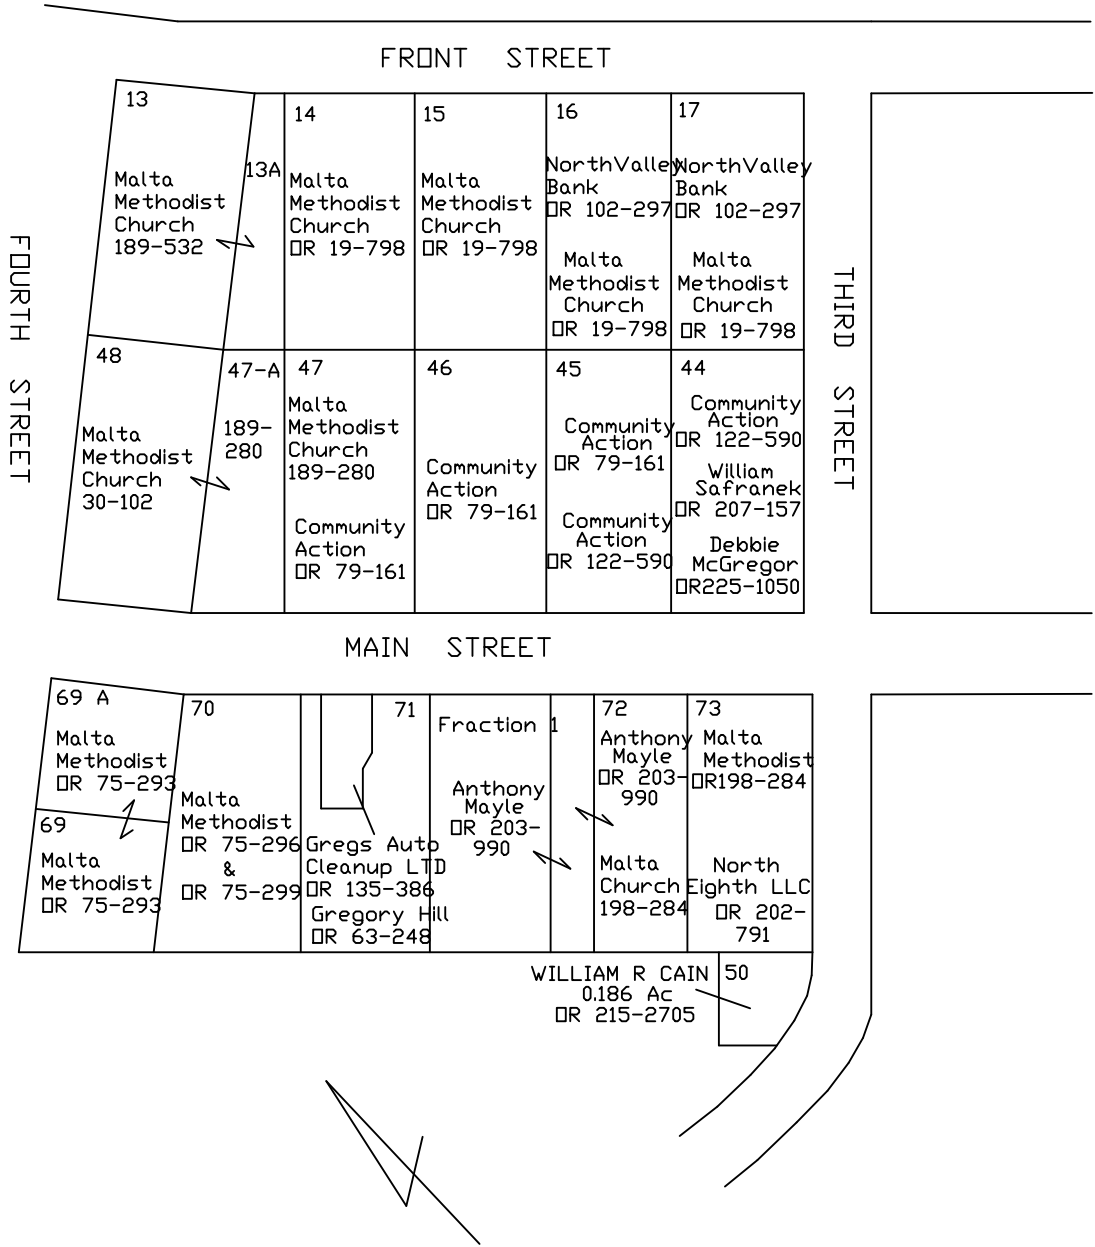 FRONT STREET
FOURTH STREET
THIRD STREET
13
Malta
Methodist
Church
189-532
13A
14
Malta
Methodist
Church
OR 19-798
15
Malta
Methodist
Church
OR 19-798
16
NorthValley
Bank
OR 102-297
Malta
Methodist
Church
OR 19-798
17
NorthValley
Bank
OR 102-297
Malta
Methodist
Church
OR 19-798
48
Malta
Methodist
Church
30-102
47-A
189-
280
47
Malta
Methodist
Church
189-280
Community
Action
OR 79-161
46
Community
Action
OR 79-161
45
Community
Action
OR 79-161
Community
Action
OR 122-590
44
Community
Action
OR 122-590
William
Safranek
OR 207-157
Debbie
McGregor
OR225-1050
MAIN STREET
69 A
Malta
Methodist
OR 75-293
69
Malta
Methodist
OR 75-293
70
Malta
Methodist
OR 75-296
&
OR 75-299
71
Gregs Auto
Cleanup LTD
OR 135-386
Gregory Hill
OR 63-248
Fraction 1
Anthony
Mayle
OR 203-
990
72
Anthony
Mayle
OR 203-
990
Malta
Church
198-284
73
Malta
Methodist
OR198-284
North
Eighth LLC
OR 202-
791
WILLIAM R CAIN
0.186 Ac
OR 215-2705
50